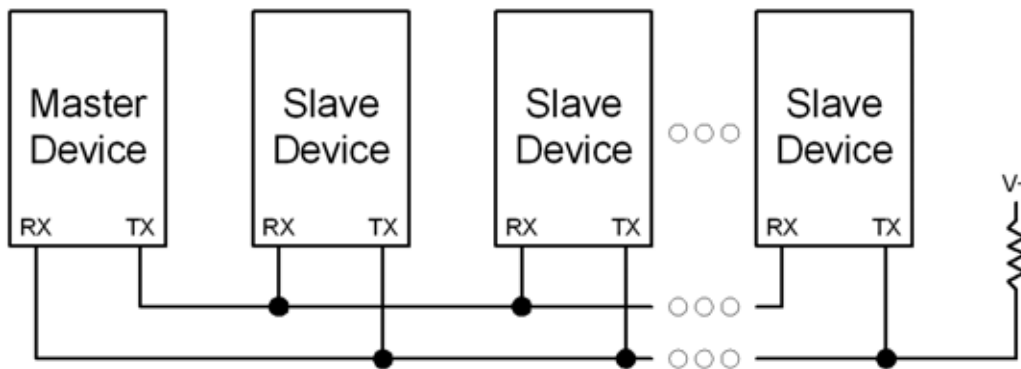 Master
Device
Slave
Device
Slave
Device
Slave
Device
RX TX
RX TX
RX TX
RX TX